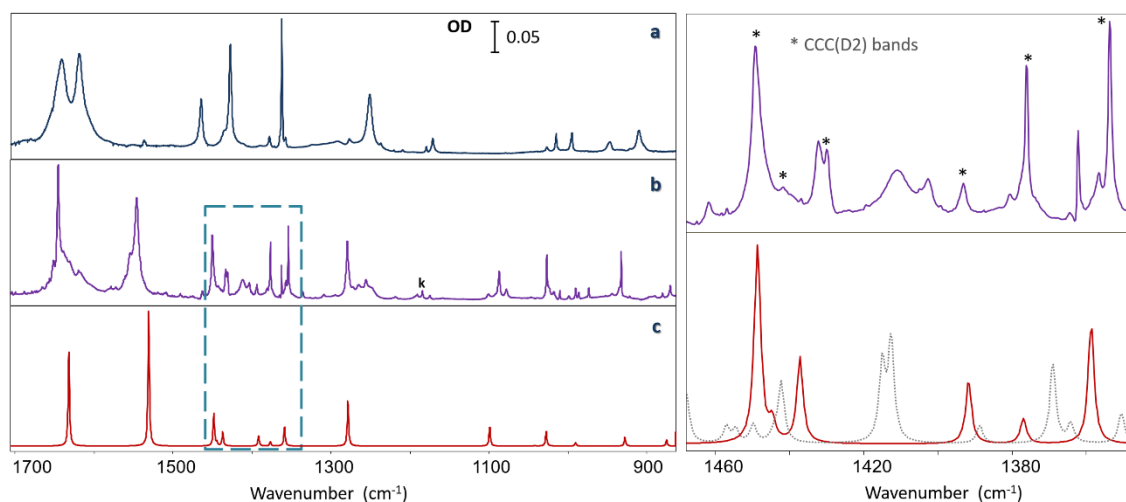 OD 0.05
a
b
k
c
1700 1500 1300 1100 900
Wavenumber (cm-1)
* * *
* CCC(D2) bands
*
* *
*
1460 1420 1380
Wavenumber (cm-1)